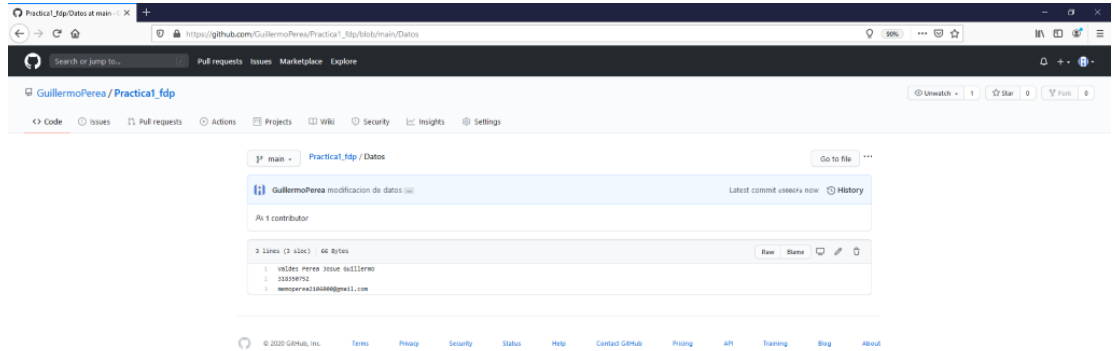 Practica1_fdp/Datos at main · G
https://github.com/GuillermoPerea/Practica1_fdp/blob/main/Datos
90%
Search or jump to...
Pull requests Issues Marketplace Explore
GuillermoPerea / Practica1_fdp
Unwatch 1 Star 0 Fork 0
Code Issues Pull requests Actions Projects Wiki Security Insights Settings
main Practica1_fdp / Datos Go to file
GuillermoPerea modificacion de datos Latest commit now History
1 contributor
3 lines (3 sloc) 66 Bytes Raw Blame
1 Valdes Perea Josue Guillermo
2 318350752
3 memoperea2106000@gmail.com
© 2020 GitHub, Inc. Terms Privacy Security Status Help Contact GitHub Pricing API Training Blog About